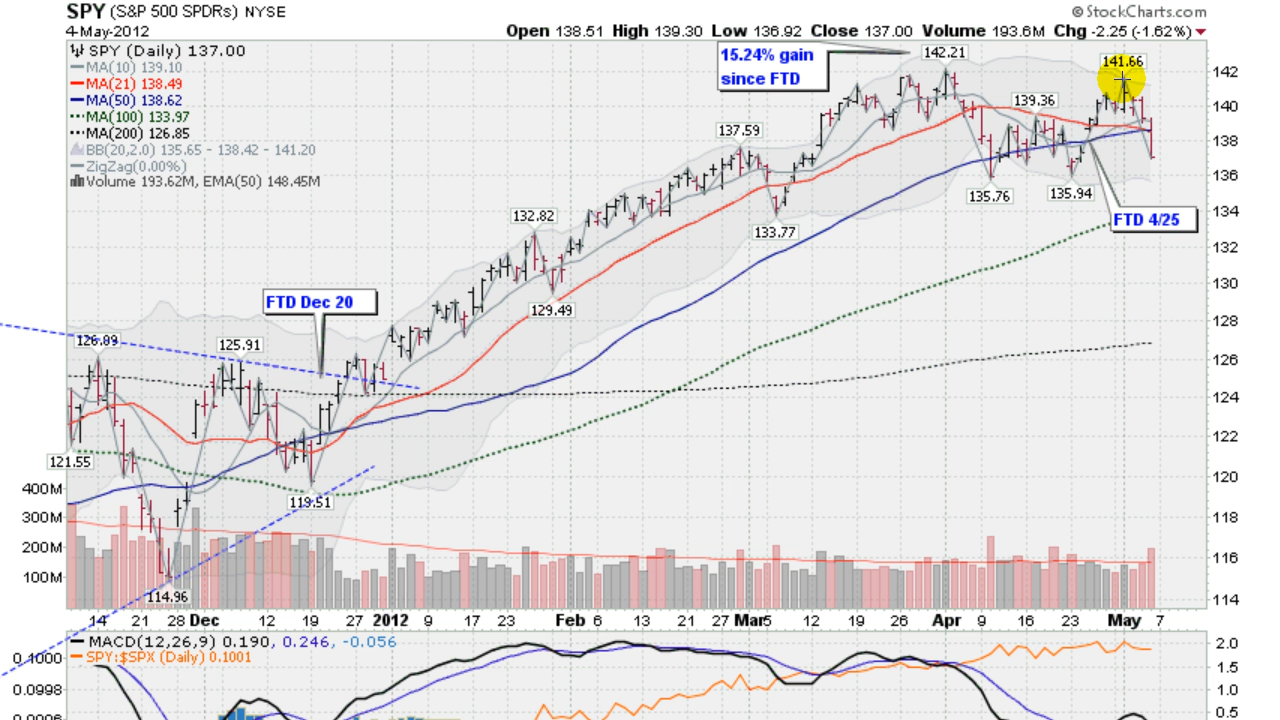 SPY (S&P 500 SPDRs) NYSE
© StockCharts.com
4-May-2012
Open 138.51 High 139.30 Low 136.92 Close 137.00 Volume 193.6M Chg -2.25 (-1.62%)
SPY (Daily) 137.00
MA(10) 139.10
MA(21) 138.49
MA(50) 138.62
MA(100) 133.97
MA(200) 126.85
BB(20,2.0) 135.65 - 138.42 - 141.20
ZigZag(0.00%)
Volume 193.62M, EMA(50) 148.45M
15.24% gain
since FTD
142.21
141.66
139.36
137.59
135.76
135.94
FTD 4/25
133.77
132.82
129.49
FTD Dec 20
125.91
121.55
119.51
114.96
142
140
138
136
134
132
130
128
126
124
122
120
118
116
114
400M
300M
200M
100M
14 21 28 Dec 12 19 27 2012 9 17 23 Feb 6 13 21 27 Mar 5 12 19 26 Apr 9 16 23 May 7
MACD(12,26,9) 0.190, 0.246, -0.056
SPY:$SPX (Daily) 0.1001
0.1000
0.0998
2.0
1.5
1.0
0.5